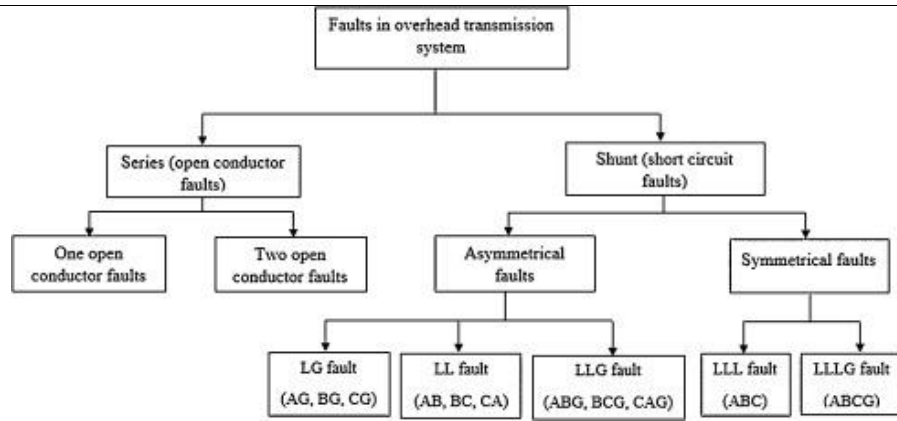 Faults in overhead transmission
system
Series (open conductor
faults)
Shunt (short circuit
faults)
One open
conductor faults
Two open
conductor faults
Asymmetrical
faults
Symmetrical faults
LG fault
(AG, BG, CG)
LL fault
(AB, BC, CA)
LLG fault
(ABG, BCG, CAG)
LLL fault
(ABC)
LLLG fault
(ABCG)